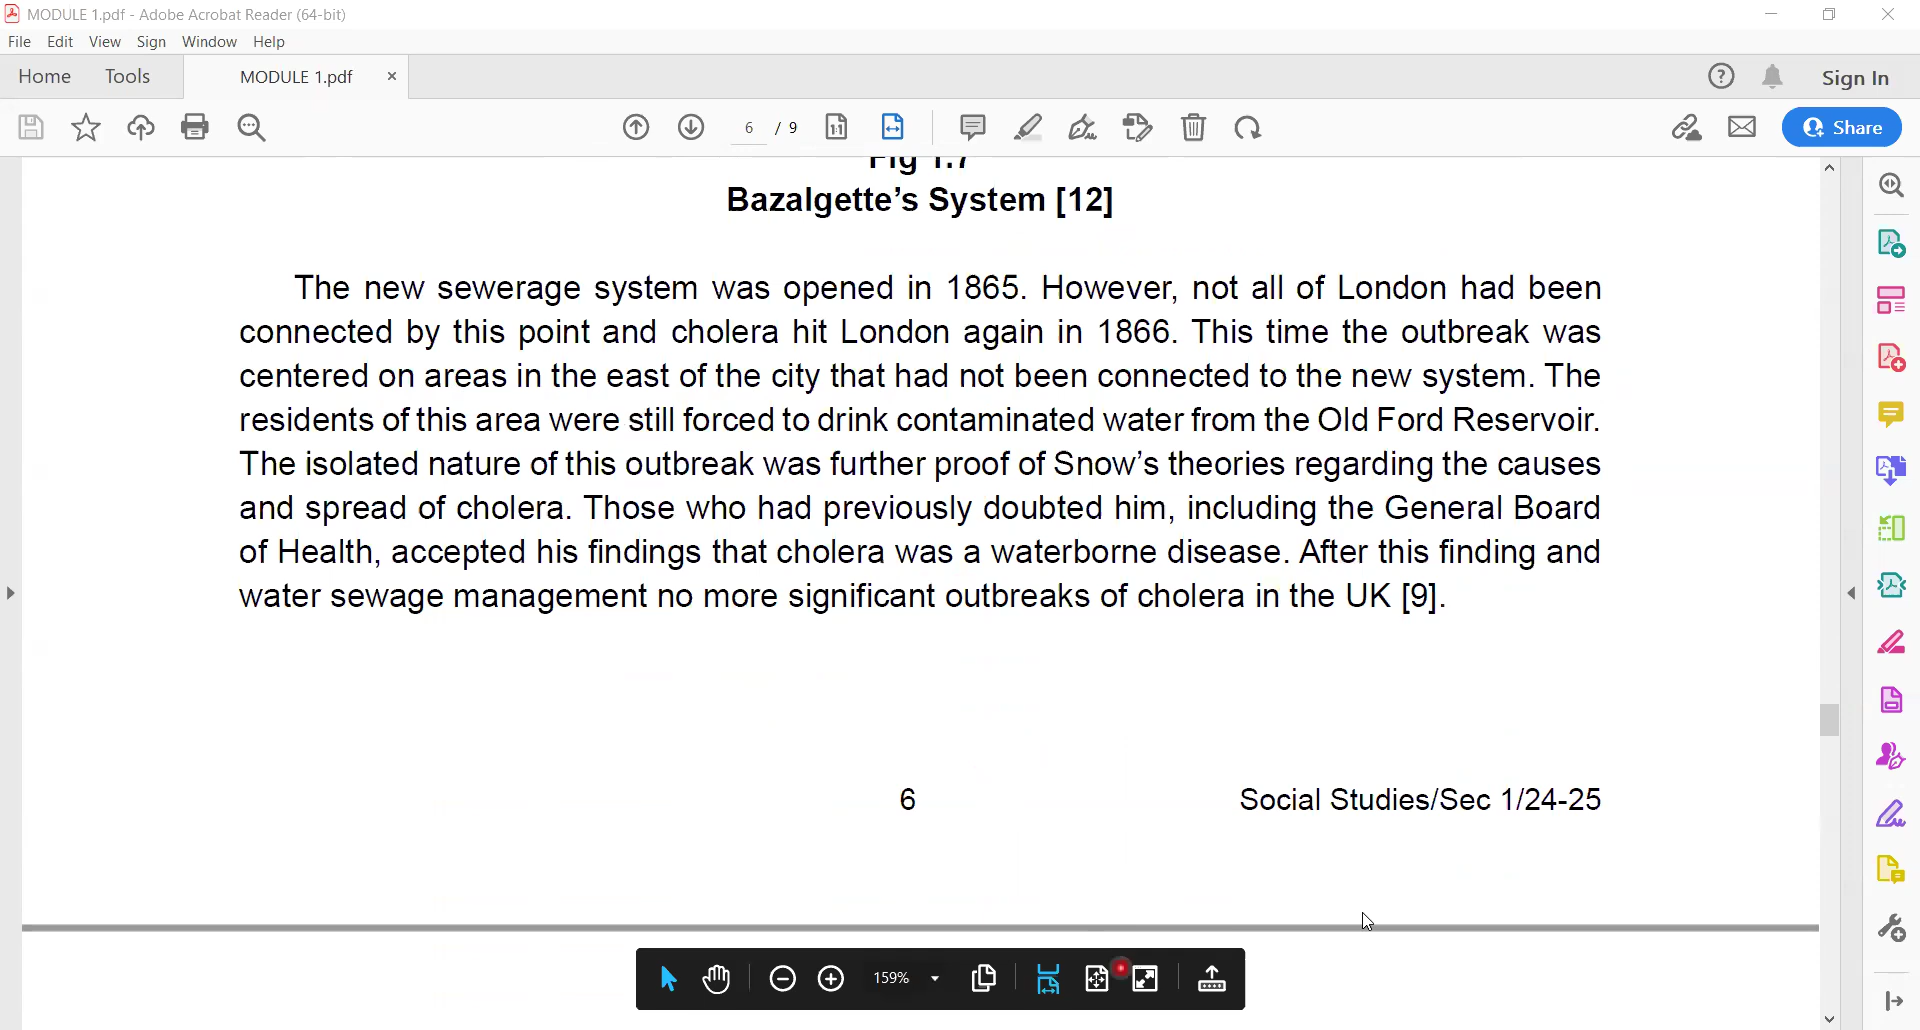 MODULE 1.pdf - Adobe Acrobat Reader (64-bit)
File Edit View Sign Window Help
Home Tools MODULE 1.pdf × Sign In
6 / 9 Share
Fig 1.7
Bazalgette’s System [12]
The new sewerage system was opened in 1865. However, not all of London had been
connected by this point and cholera hit London again in 1866. This time the outbreak was
centered on areas in the east of the city that had not been connected to the new system. The
residents of this area were still forced to drink contaminated water from the Old Ford Reservoir.
The isolated nature of this outbreak was further proof of Snow’s theories regarding the causes
and spread of cholera. Those who had previously doubted him, including the General Board
of Health, accepted his findings that cholera was a waterborne disease. After this finding and
water sewage management no more significant outbreaks of cholera in the UK [9].
6 Social Studies/Sec 1/24-25
159%